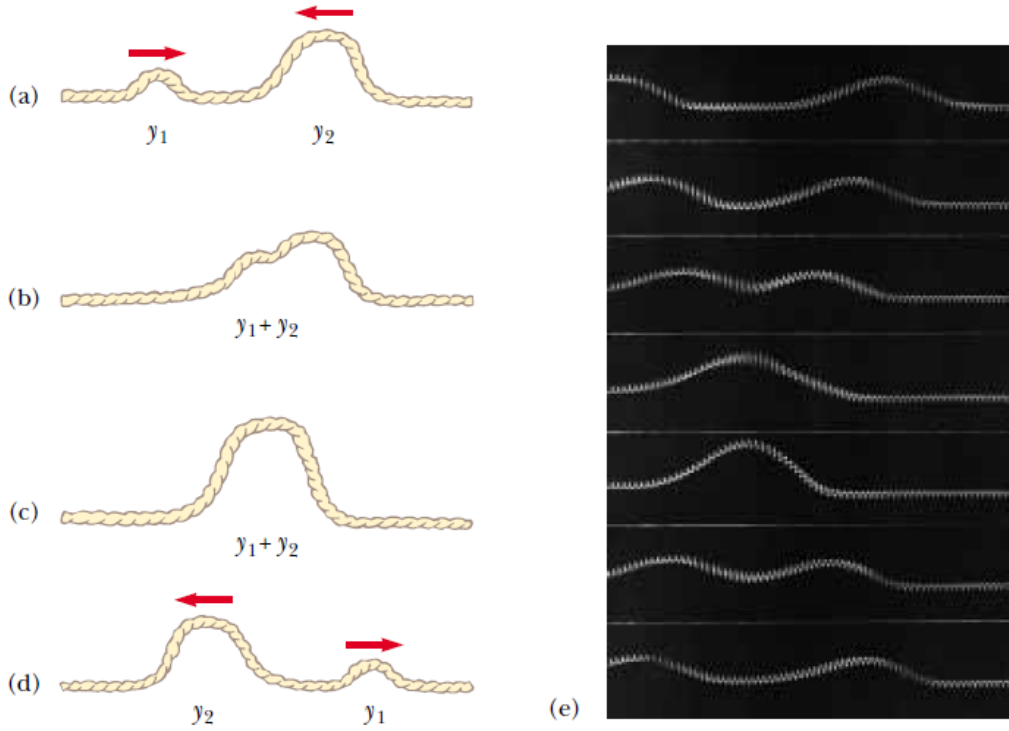 (a)
y₁
y₂
(b)
y₁ + y₂
(c)
y₁ + y₂
(d)
y₂
y₁
(e)